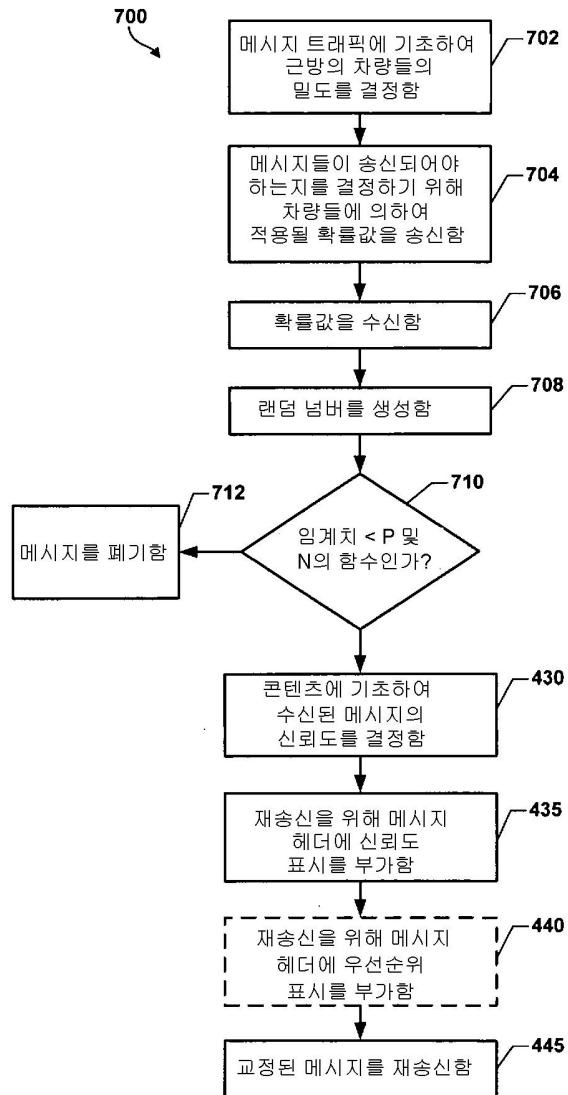 700
메시지 트래픽에 기초하여
근방의 차량들의
밀도를 결정함
702
메시지들이 송신되어야
하는지를 결정하기 위해
차량들에 의하여
적용될 확률값을 송신함
704
확률값을 수신함
706
랜덤 넘버를 생성함
708
임계치 < P 및
N의 함수인가?
710
메시지를 폐기함
712
콘텐츠에 기초하여
수신된 메시지의
신뢰도를 결정함
430
재송신을 위해 메시지
헤더에 신뢰도
표시를 부가함
435
재송신을 위해 메시지
헤더에 우선순위
표시를 부가함
440
교정된 메시지를 재송신함
445